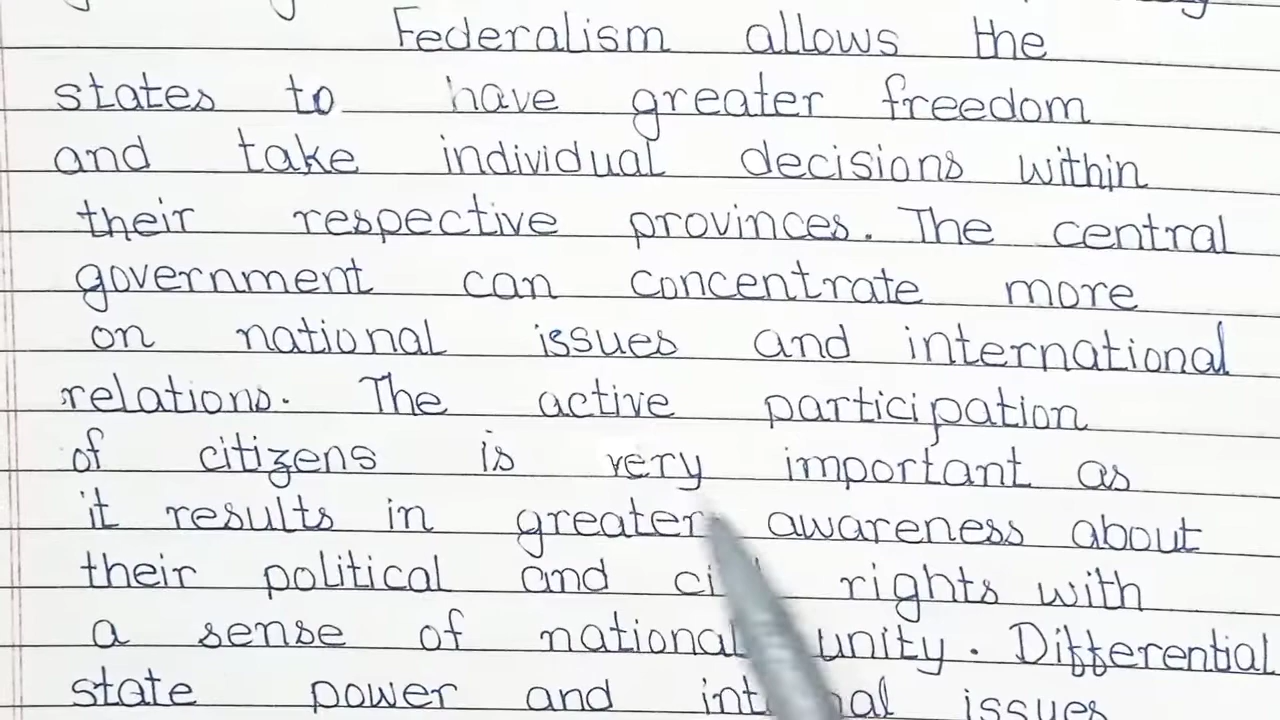 Federalism allows the
states to have greater freedom
and take individual decisions within
their respective provinces. The central
government can concentrate more
on national issues and international
relations. The active participation
of citizens is very important as
it results in greater awareness about
their political and rights with
a sense of national unity. Differential
state power and issues